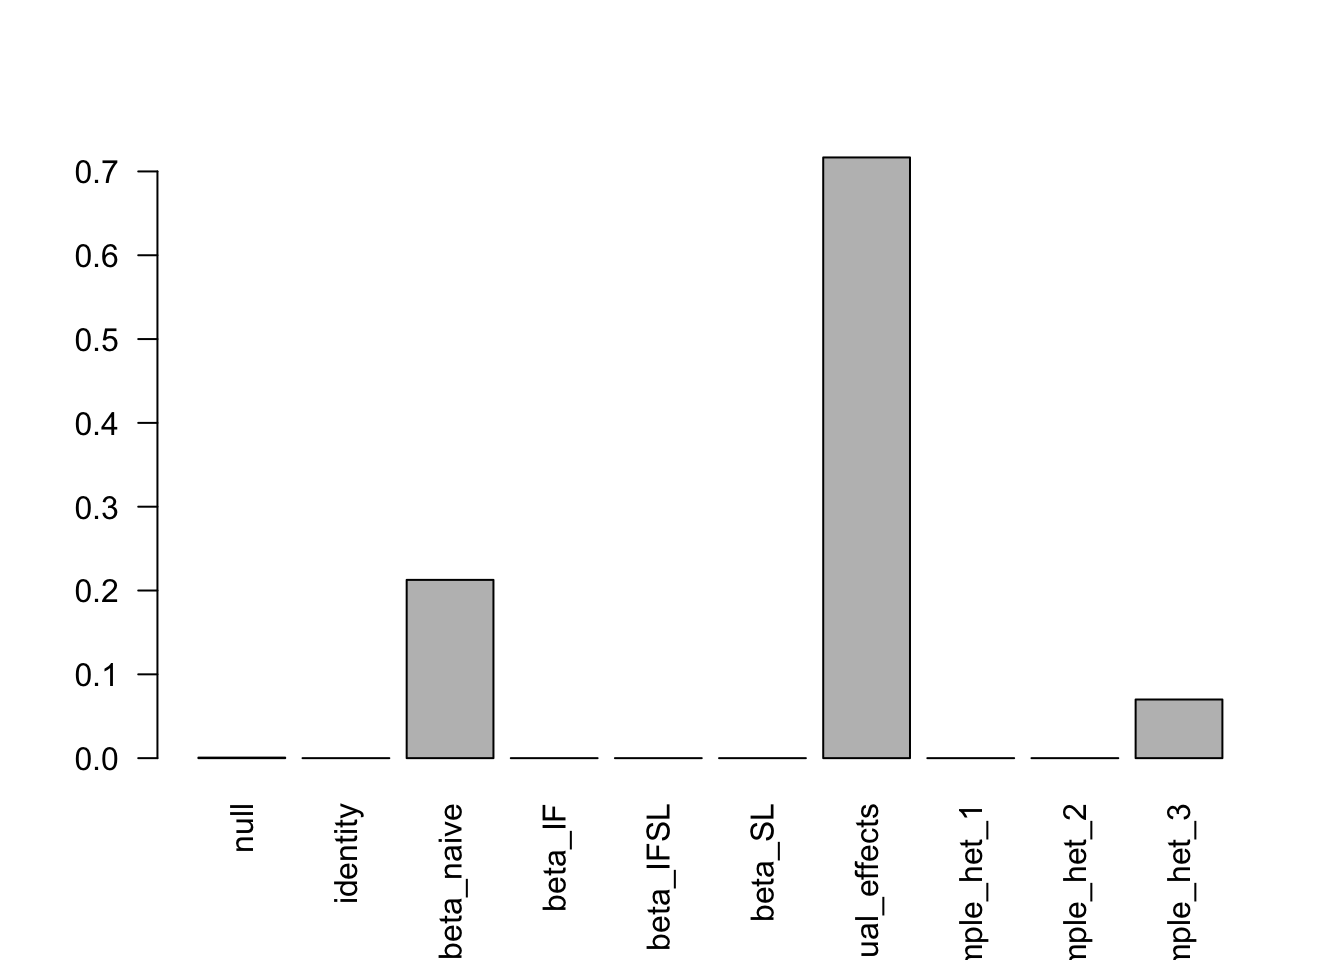 0.7
0.6
0.5
0.4
0.3
0.2
0.1
0.0
null
identity
beta_naive
beta_IF
beta_IFSL
beta_SL
ual_effects
mple_het_1
mple_het_2
mple_het_3